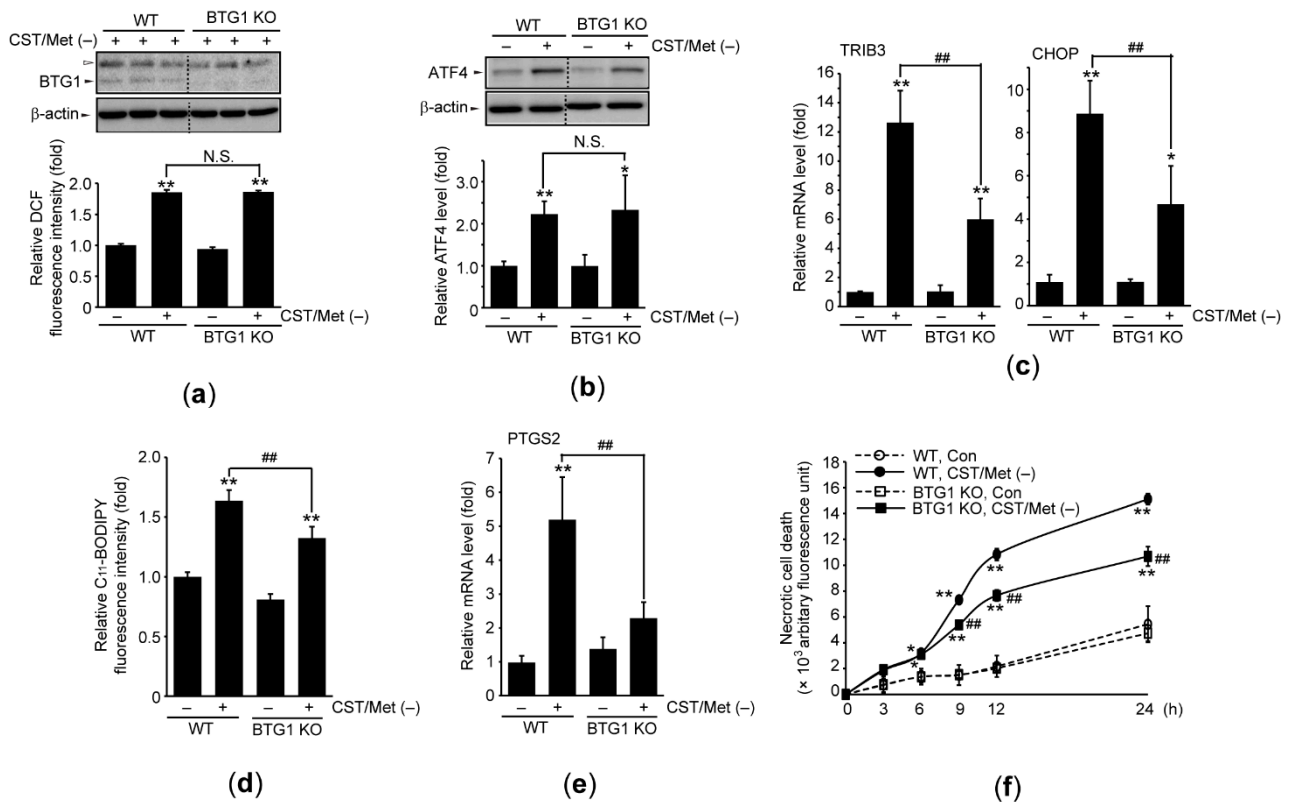 WT BTG1 KO
CST/Met (–) + + + + + +
BTG1
β-actin
N.S.
** **
Relative DCF
fluorescence intensity (fold)
2.0
1.5
1.0
0.5
0
– + – + CST/Met (–)
WT BTG1 KO
(a)
WT BTG1 KO
– + – + CST/Met (–)
ATF4
β-actin
N.S.
** *
Relative ATF4 level (fold)
3.0
2.0
1.0
0
– + – + CST/Met (–)
WT BTG1 KO
(b)
TRIB3
##
** **
Relative mRNA level (fold)
16
14
12
10
8
6
4
2
0
– + – +
WT BTG1 KO
CHOP
##
** *
10
8
6
4
2
0
– + – + CST/Met (–)
WT BTG1 KO
(c)
##
** **
Relative C11-BODIPY
fluorescence intensity (fold)
2.0
1.5
1.0
0.5
0
– + – + CST/Met (–)
WT BTG1 KO
(d)
PTGS2
##
**
Relative mRNA level (fold)
7
6
5
4
3
2
1
0
– + – + CST/Met (–)
WT BTG1 KO
(e)
WT, Con
WT, CST/Met (–)
BTG1 KO, Con
BTG1 KO, CST/Met (–)
Necrotic cell death
(× 10³ arbitary fluorescence unit)
18
16
14
12
10
8
6
4
2
0
* ** ** **
* ** ## ** ## ** ##
0 3 6 9 12 24 (h)
(f)